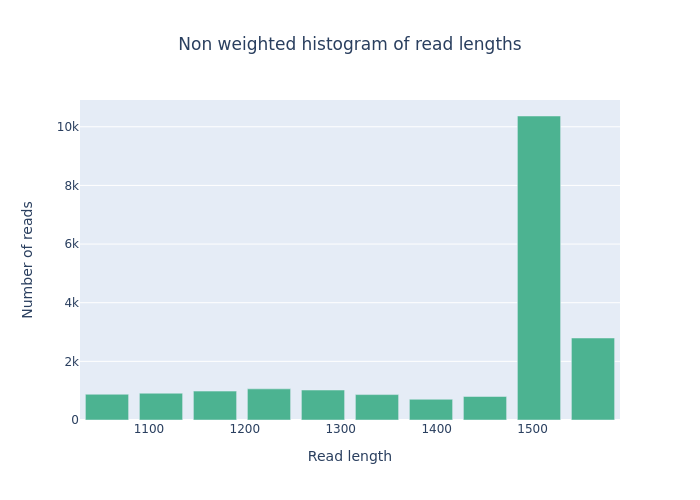 Non weighted histogram of read lengths
10k
8k
6k
4k
2k
0
Number of reads
1100 1200 1300 1400 1500
Read length